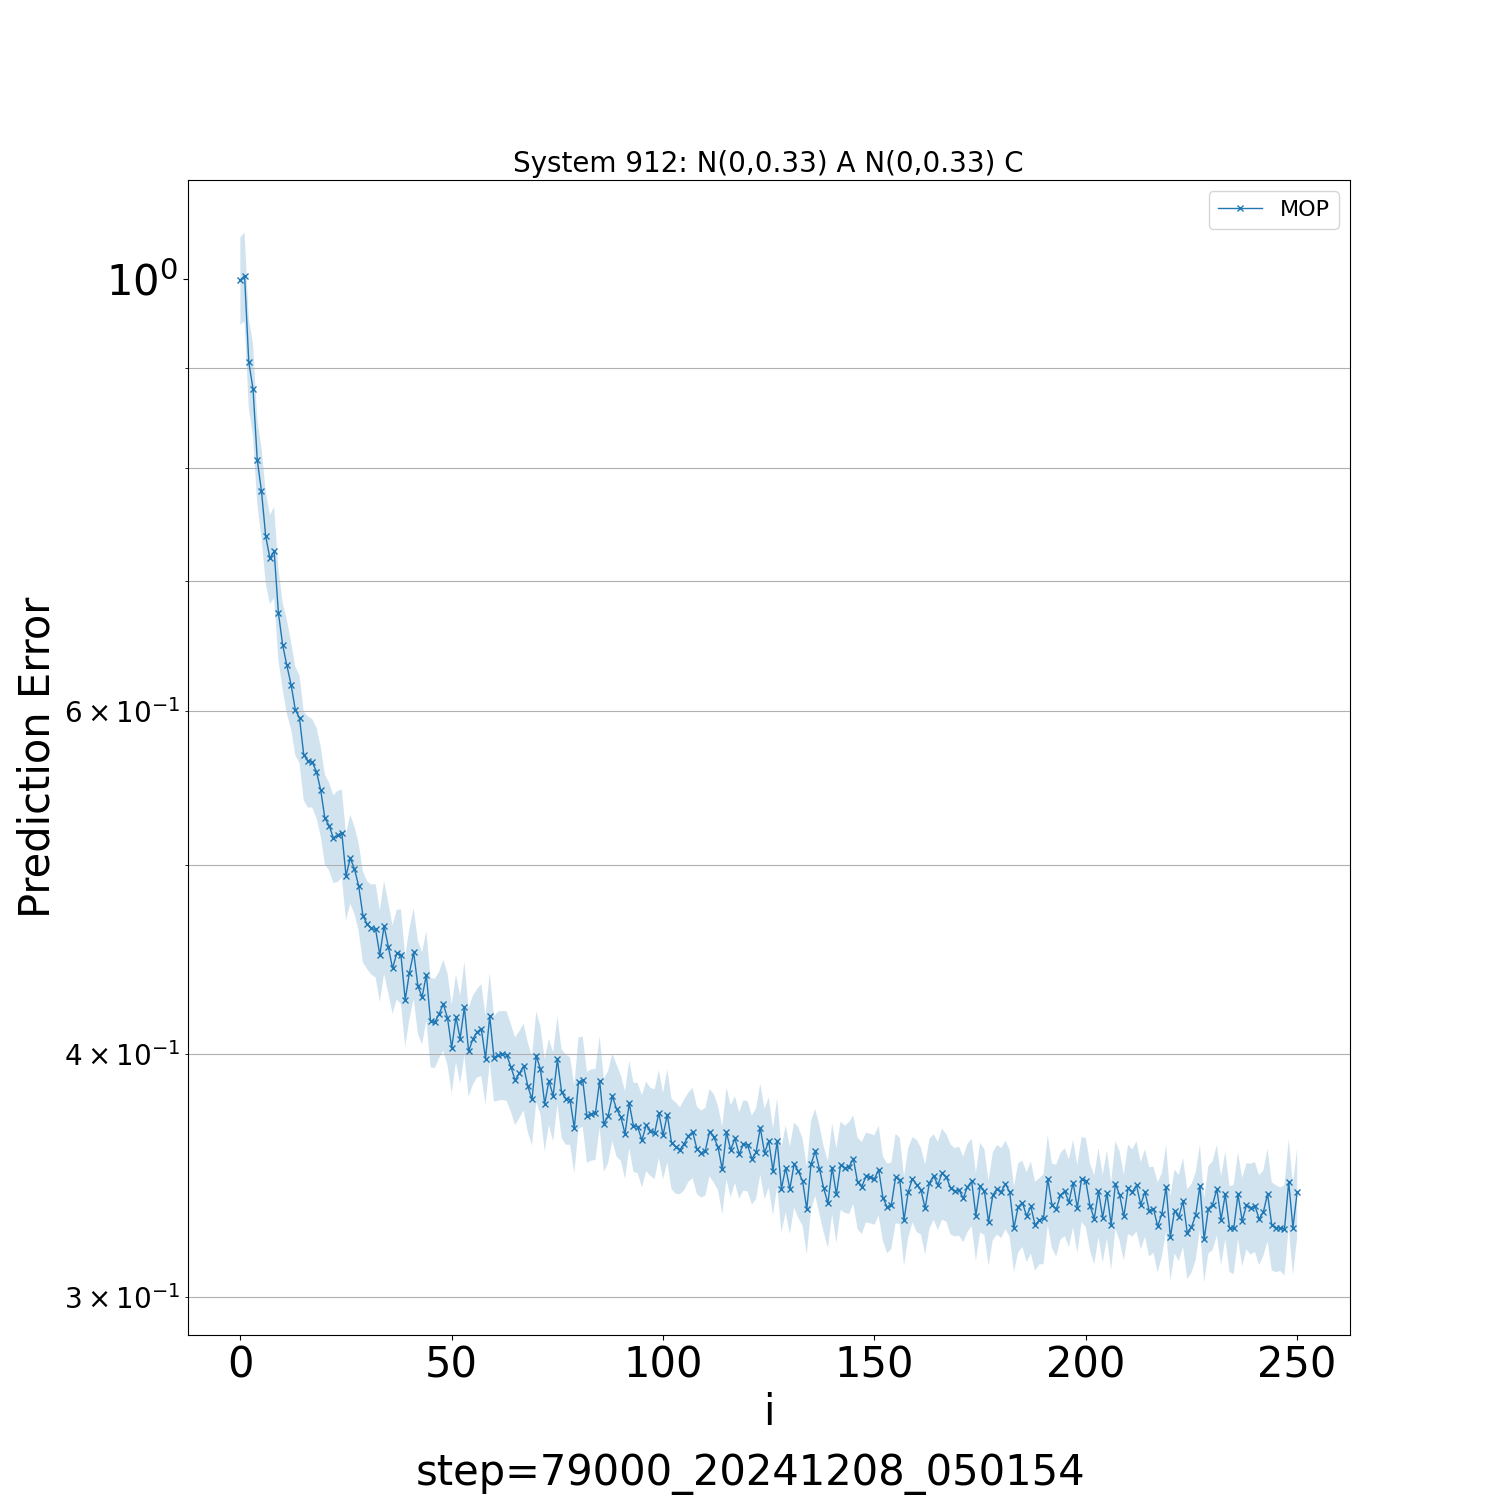 System 912: N(0,0.33) A N(0,0.33) C
MOP
10⁰
6 × 10⁻¹
4 × 10⁻¹
3 × 10⁻¹
Prediction Error
0 50 100 150 200 250
i
step=79000_20241208_050154